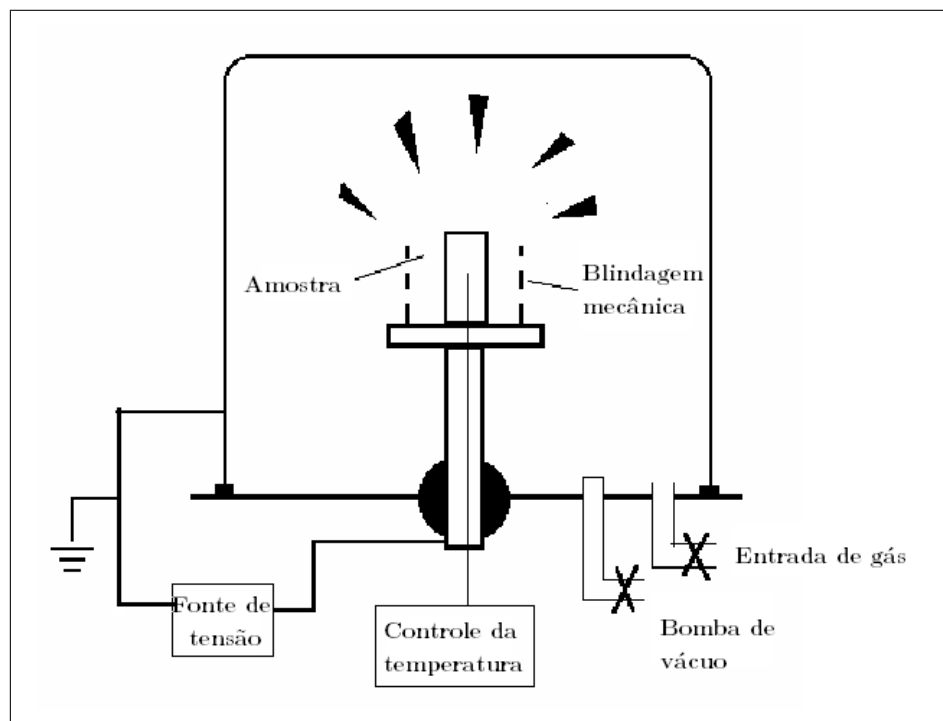 Amostra
Blindagem
mecânica
Entrada de gás
Fonte de
tensão
Controle da
temperatura
Bomba de
vácuo